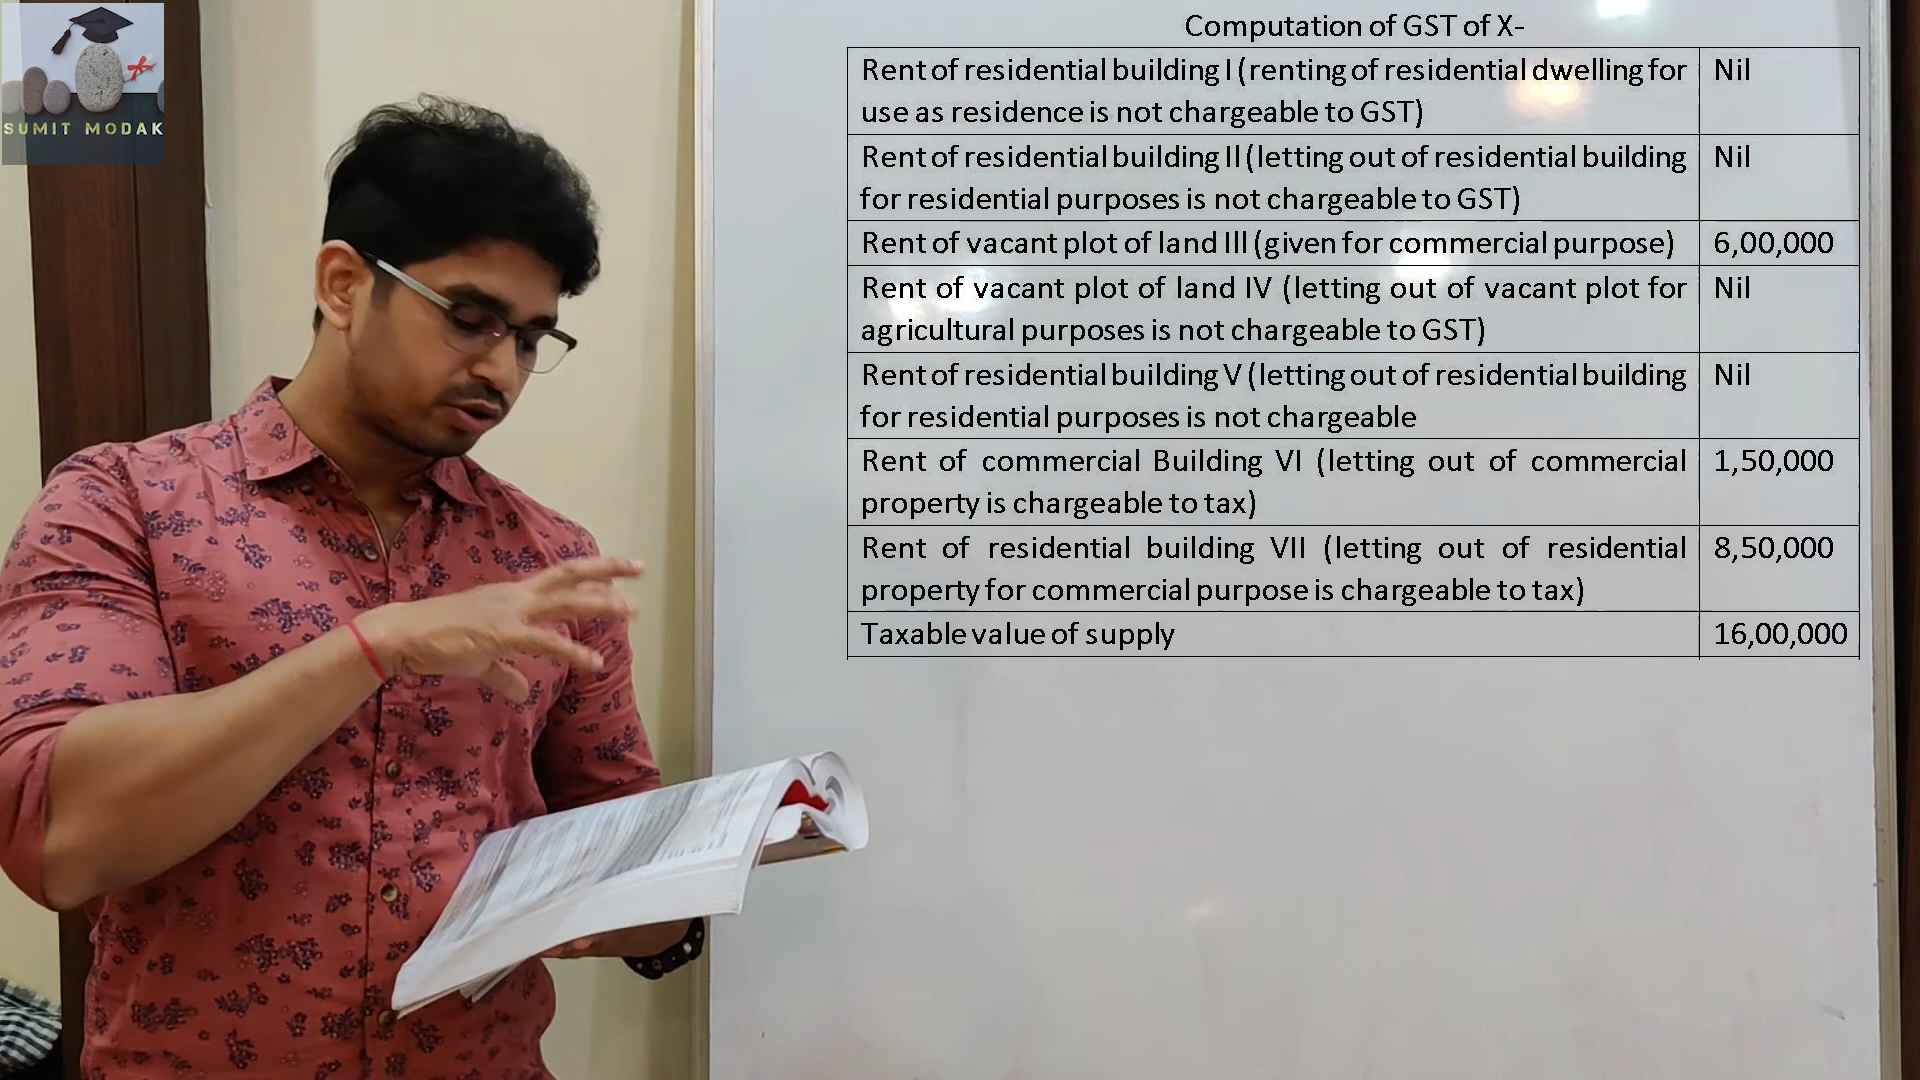 SUMIT MODAK
Computation of GST of X-
Rent of residential building I (renting of residential dwelling for Nil
use as residence is not chargeable to GST)
Rent of residential building II (letting out of residential building Nil
for residential purposes is not chargeable to GST)
Rent of vacant plot of land III (given for commercial purpose) 6,00,000
Rent of vacant plot of land IV (letting out of vacant plot for Nil
agricultural purposes is not chargeable to GST)
Rent of residential building V (letting out of residential building Nil
for residential purposes is not chargeable
Rent of commercial Building VI (letting out of commercial 1,50,000
property is chargeable to tax)
Rent of residential building VII (letting out of residential 8,50,000
property for commercial purpose is chargeable to tax)
Taxable value of supply 16,00,000